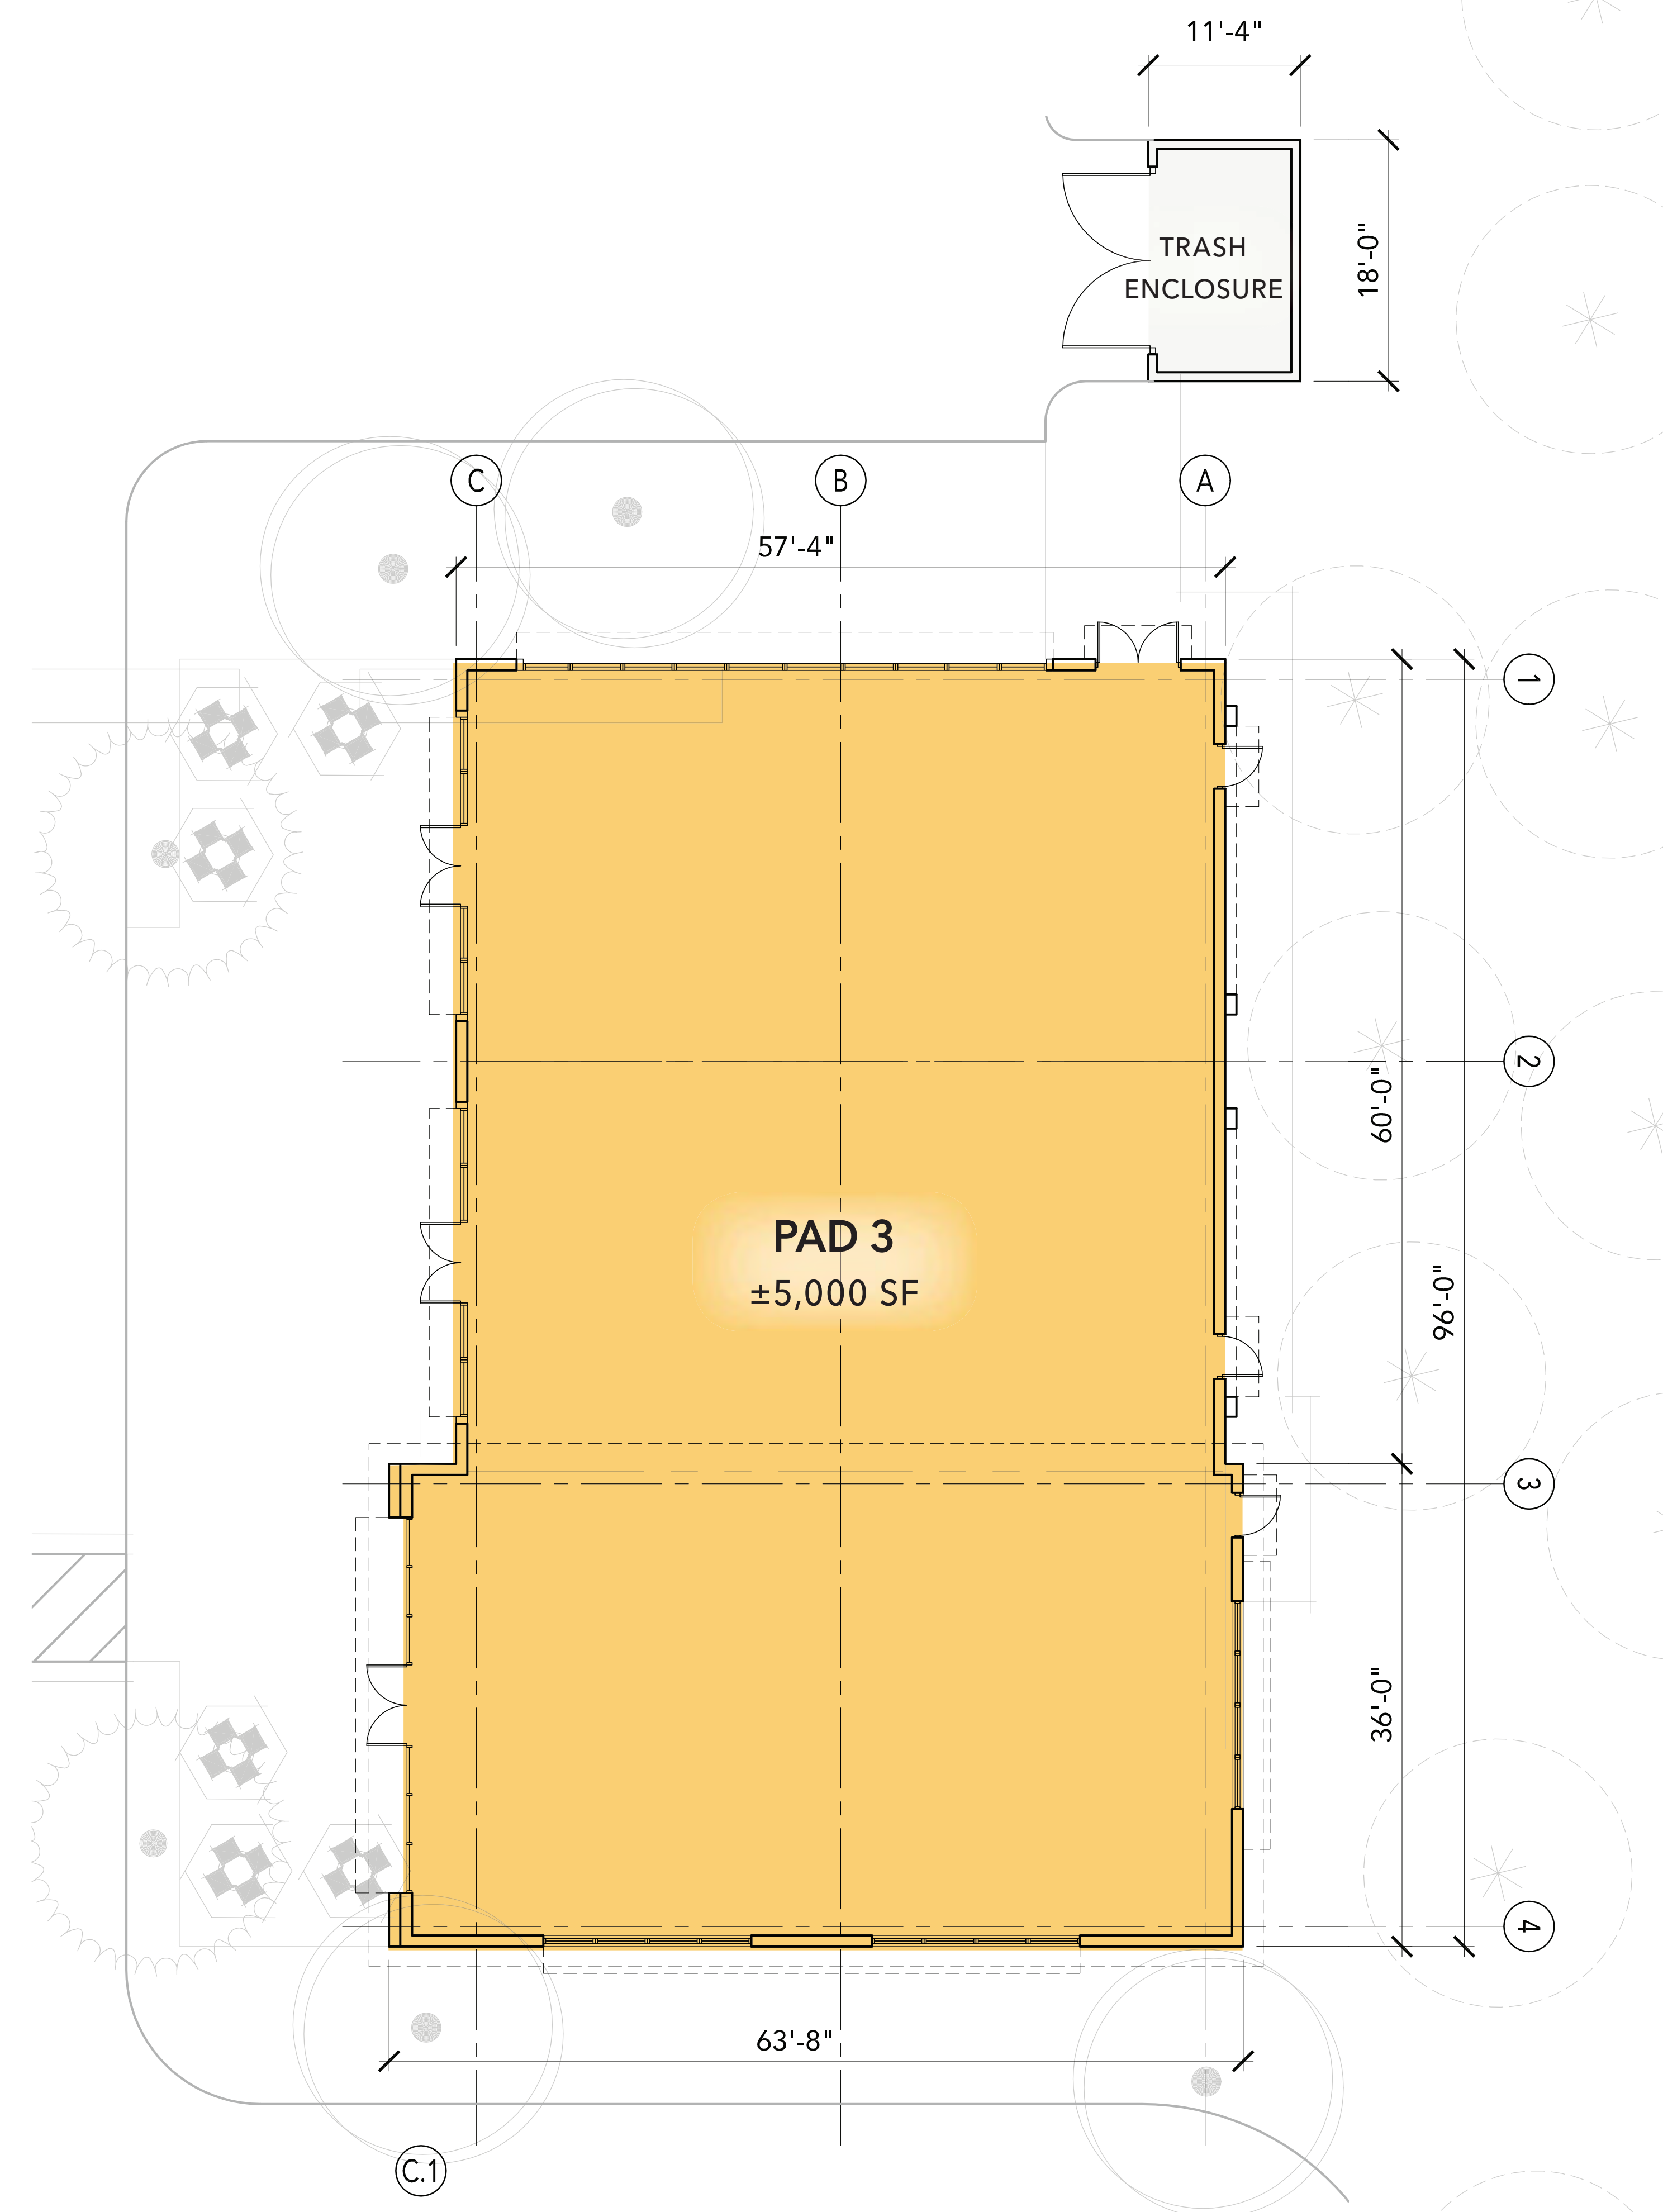 11'-4"
TRASH
ENCLOSURE
18'-0"
C
B
A
57'-4"
1
2
60'-0"
PAD 3
±5,000 SF
96'-0"
3
36'-0"
4
63'-8"
C.1